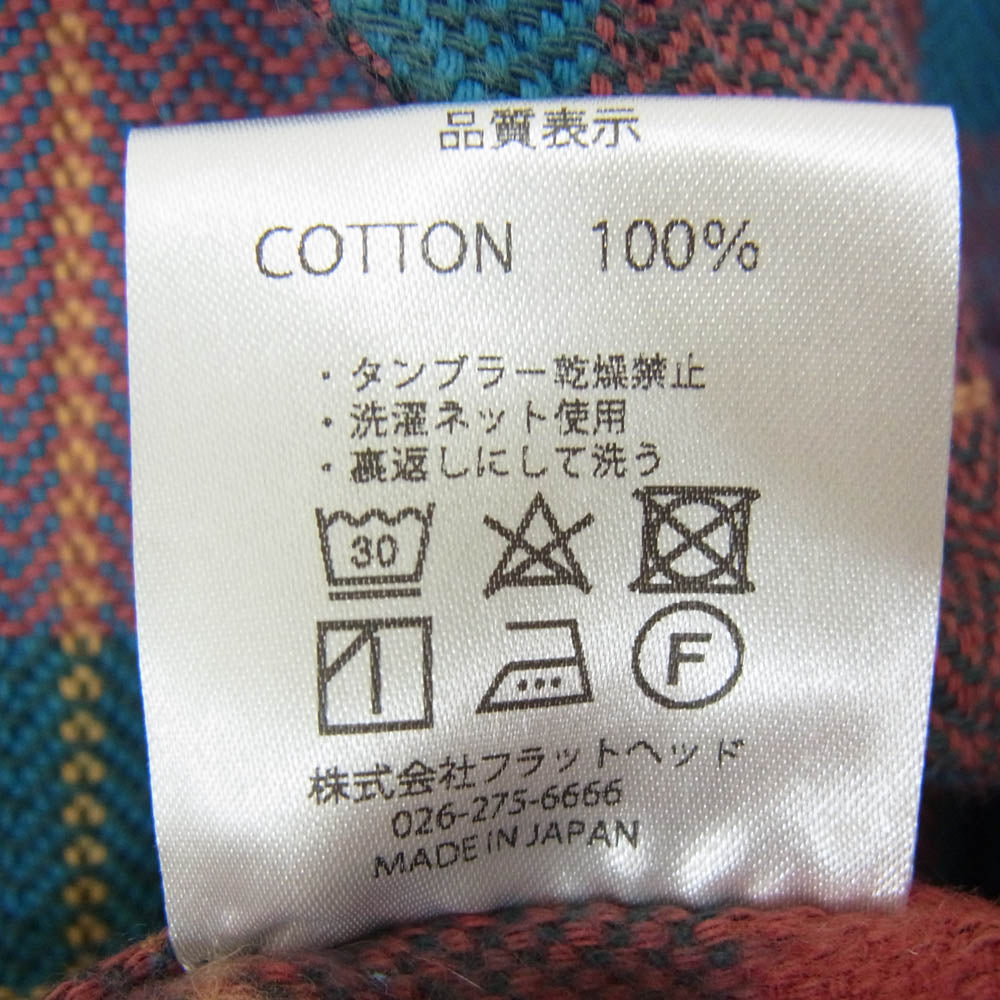 品質表示
COTTON 100%
・タンブラー乾燥禁止
・洗濯ネット使用
・裏返しにして洗う
30
F
株式会社フラットヘッド
026-275-6666
MADE IN JAPAN